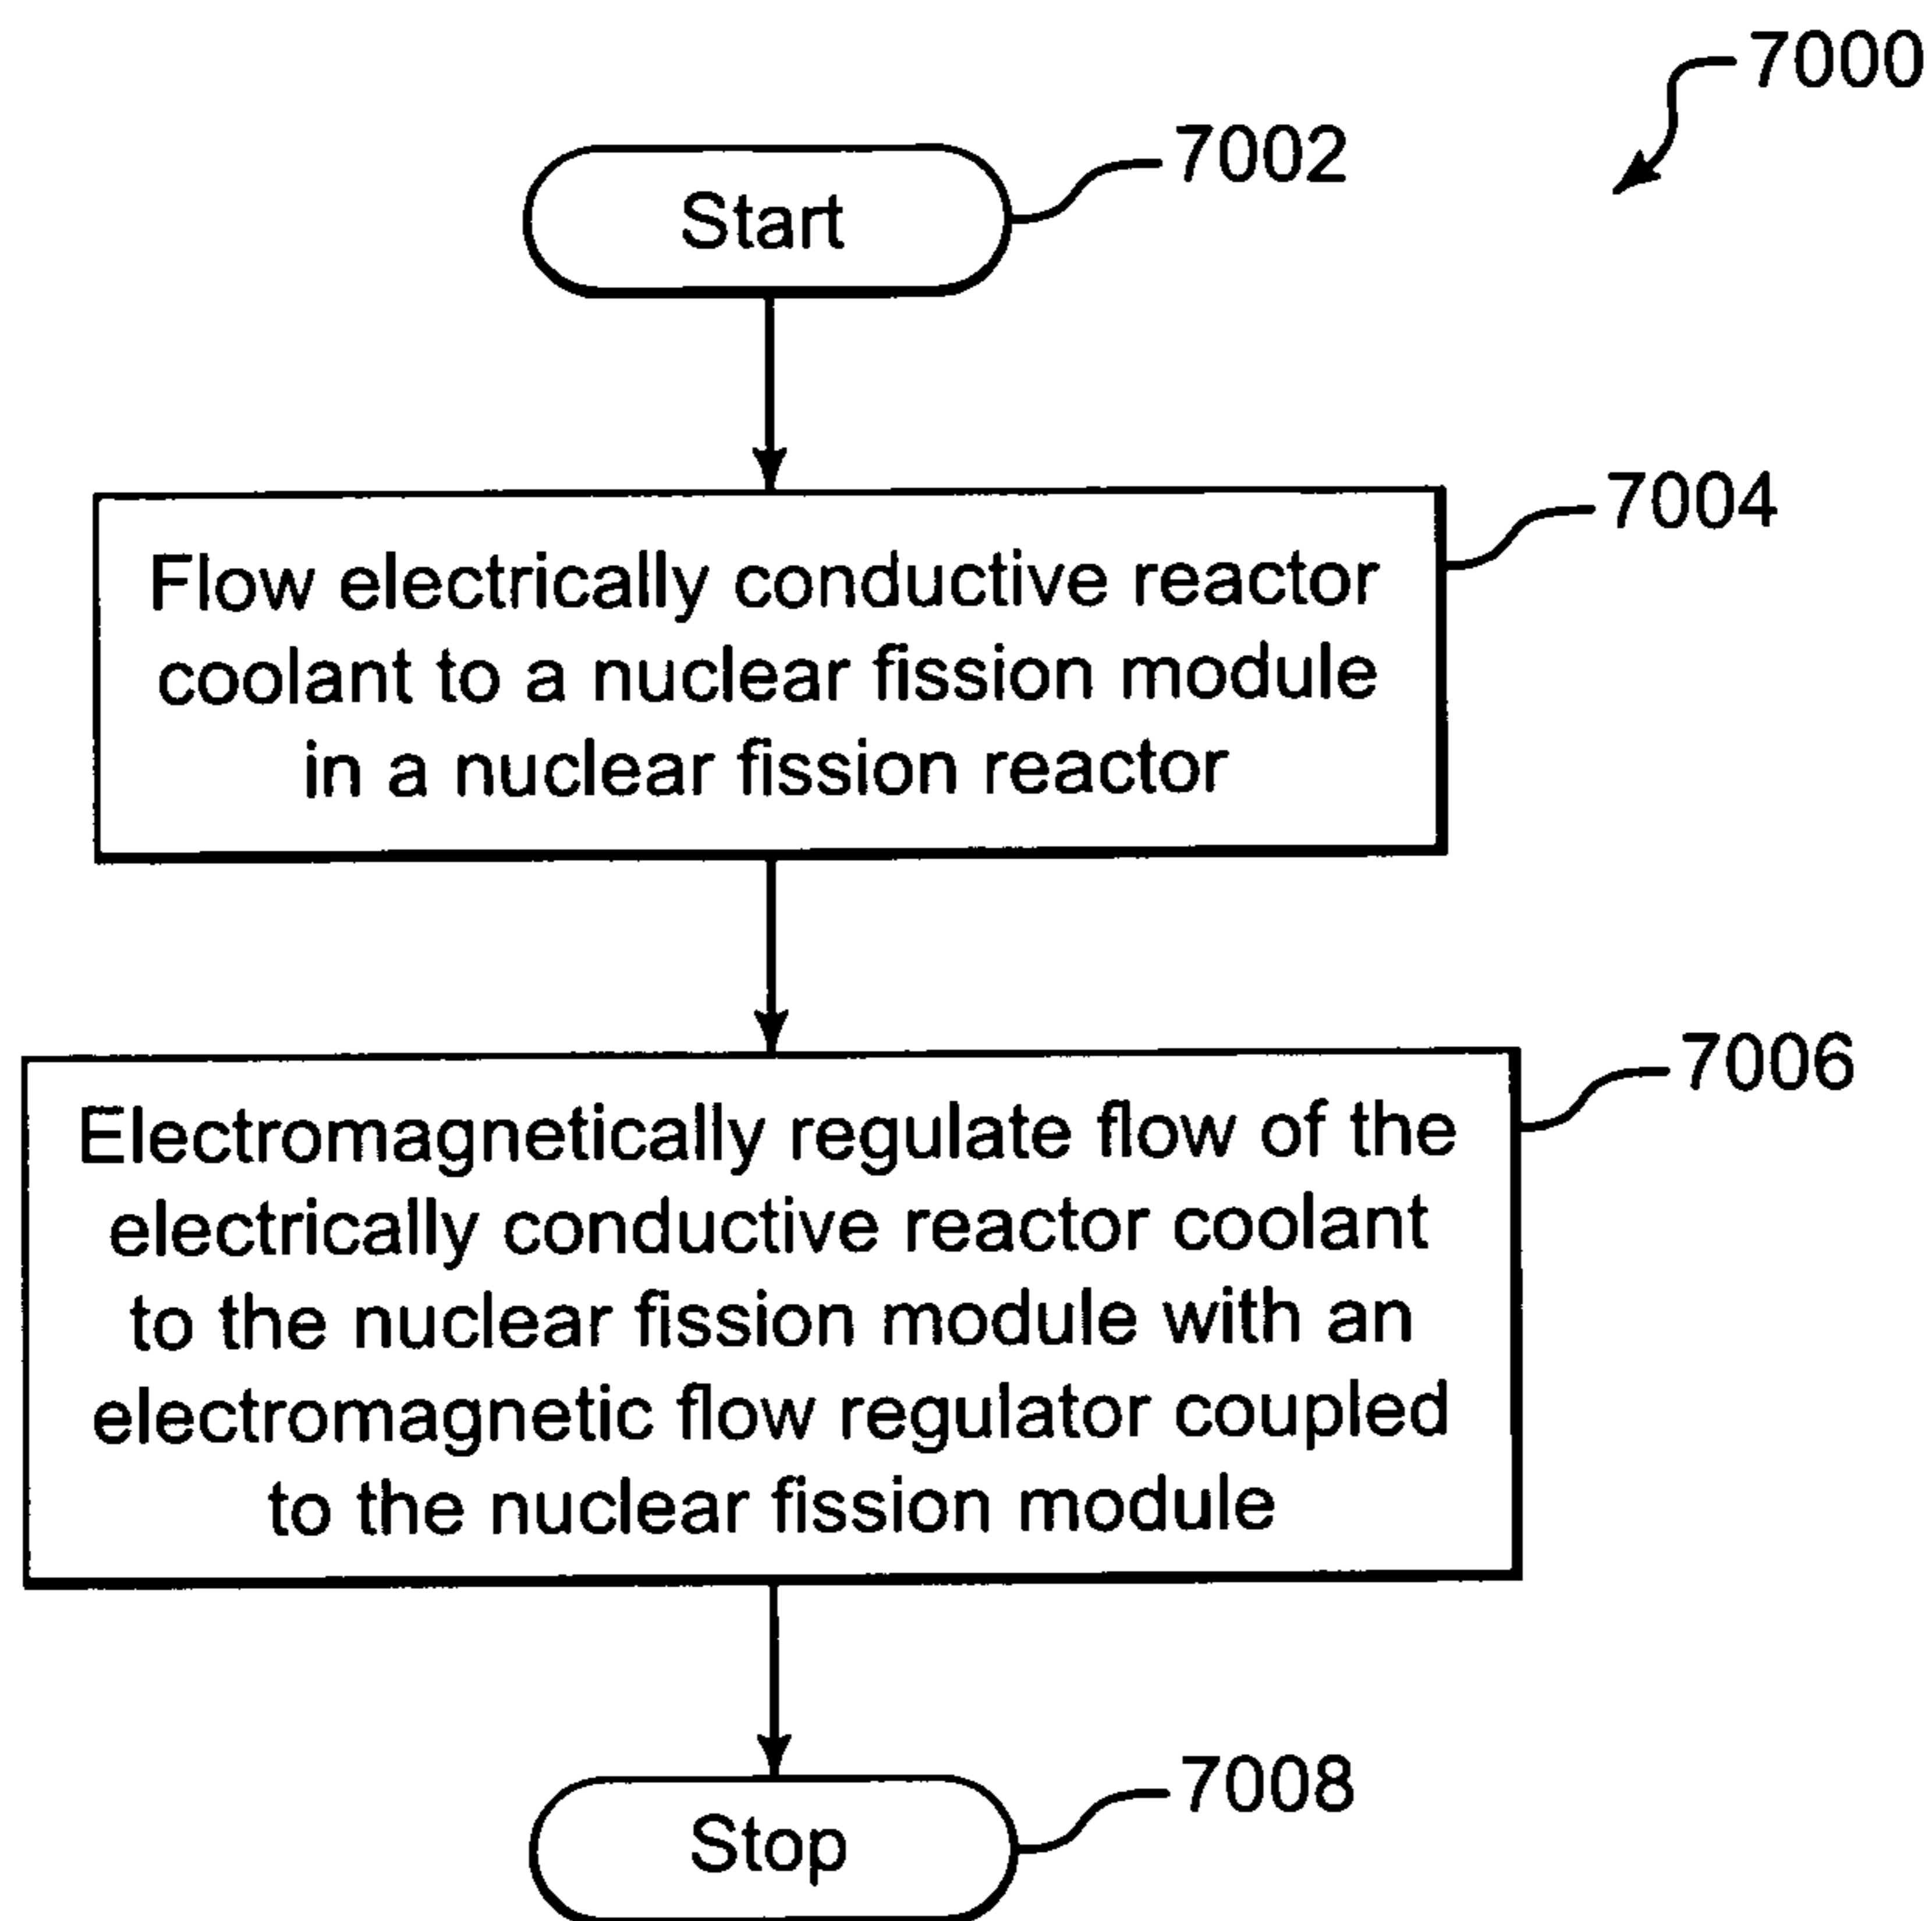 7000
7002
Start
7004
Flow electrically conductive reactor
coolant to a nuclear fission module
in a nuclear fission reactor
7006
Electromagnetically regulate flow of the
electrically conductive reactor coolant
to the nuclear fission module with an
electromagnetic flow regulator coupled
to the nuclear fission module
7008
Stop